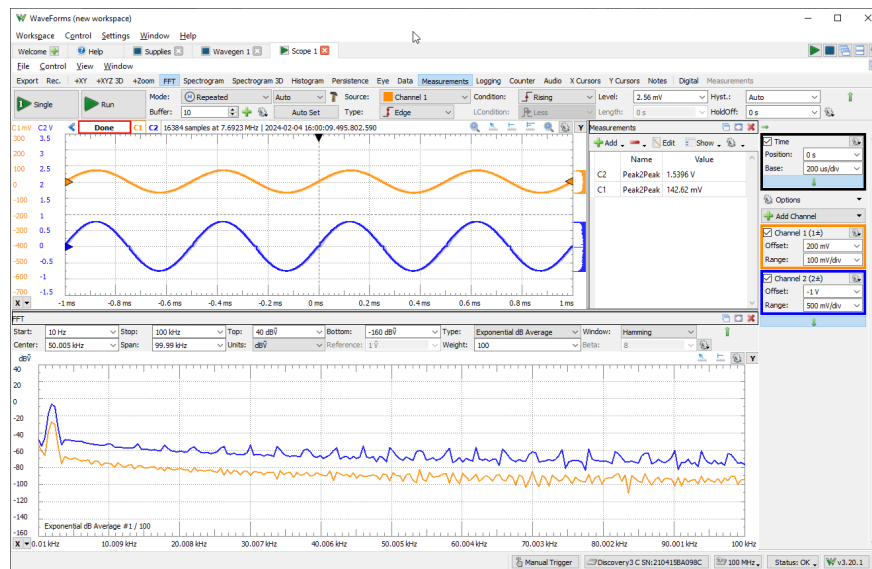 WaveForms (new workspace)
Workspace Control Settings Window Help
Welcome Help Supplies Wavegen 1 Scope 1
File Control View Window
Export Rec. +XY +XYZ 3D +Zoom FFT Spectrogram Spectrogram 3D Histogram Persistence Eye Data Measurements Logging Counter Audio X Cursors Y Cursors Notes Digital Measurements
Single Run Mode: Repeated Auto Source: Channel 1 Condition: Rising Level: 2.56 mV Hyst.: Auto
Buffer: 10 Auto Set Type: Edge LCondition: Less Length: 0 s HoldOff: 0 s
C1 mV C2 V Done C1 C2 16384 samples at 7.6923 MHz | 2024-02-04 16:00:09.495.802.590 Y
300 3.5
200 3
100 2.5
0 2
-100 1.5
-200 1
-300 0.5
-400 0
-500 -0.5
-600 -1
-700 -1.5
X -1 ms -0.8 ms -0.6 ms -0.4 ms -0.2 ms 0 ms 0.2 ms 0.4 ms 0.6 ms 0.8 ms 1 ms
Measurements
Add Edit Show
Name Value
C2 Peak2Peak 1.5396 V
C1 Peak2Peak 142.62 mV
Time
Position: 0 s
Base: 200 us/div
Options
Add Channel
Channel 1 (1±)
Offset: 200 mV
Range: 100 mV/div
Channel 2 (2±)
Offset: -1 V
Range: 500 mV/div
FFT
Start: 10 Hz Stop: 100 kHz Top: 40 dBṼ Bottom: -160 dBṼ Type: Exponential dB Average Window: Hamming
Center: 50.005 kHz Span: 99.99 kHz Units: dBṼ Reference: 1 Ṽ Weight: 100 Beta: 8
dBṼ Y
40
20
0
-20
-40
-60
-80
-100
-120
-140
-160
Exponential dB Average #1 / 100
X 0.01 kHz 10.009 kHz 20.008 kHz 30.007 kHz 40.006 kHz 50.005 kHz 60.004 kHz 70.003 kHz 80.002 kHz 90.001 kHz 100 kHz
Manual Trigger Discovery3 C SN:210415BA098C 100 MHz Status: OK v3.20.1